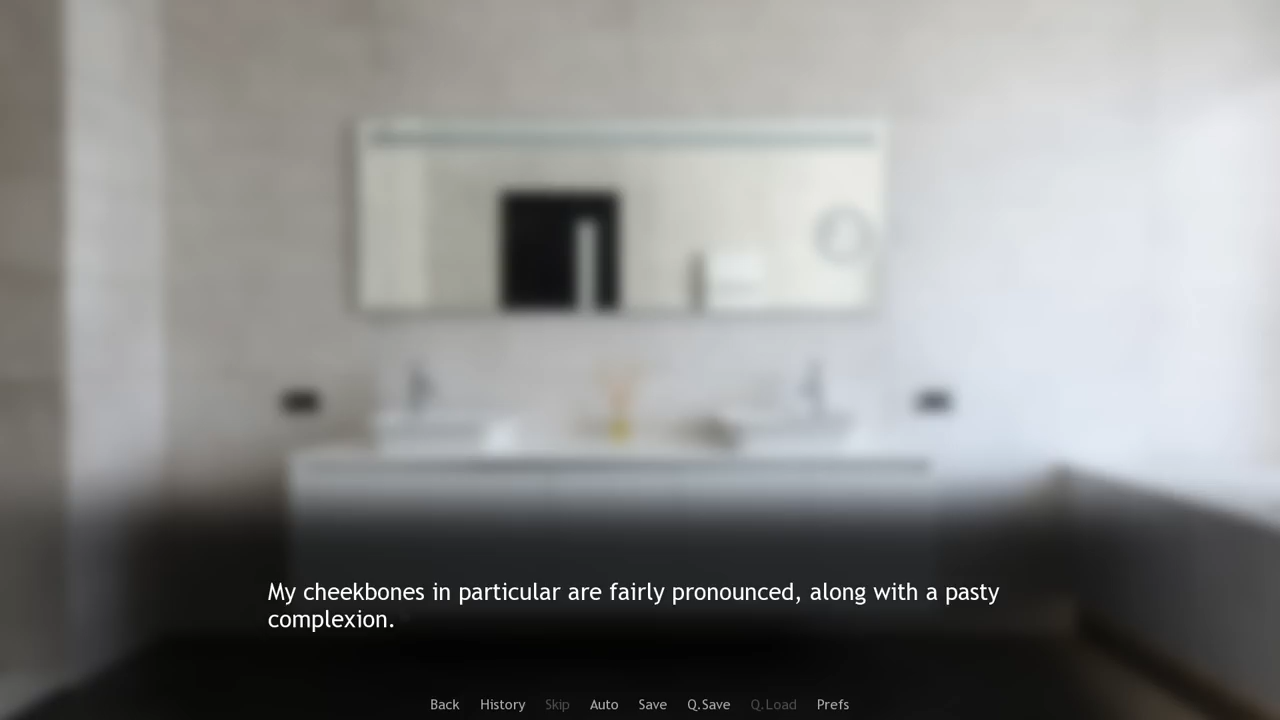 My cheekbones in particular are fairly pronounced, along with a pasty
complexion.
Back History Skip Auto Save Q.Save Q.Load Prefs